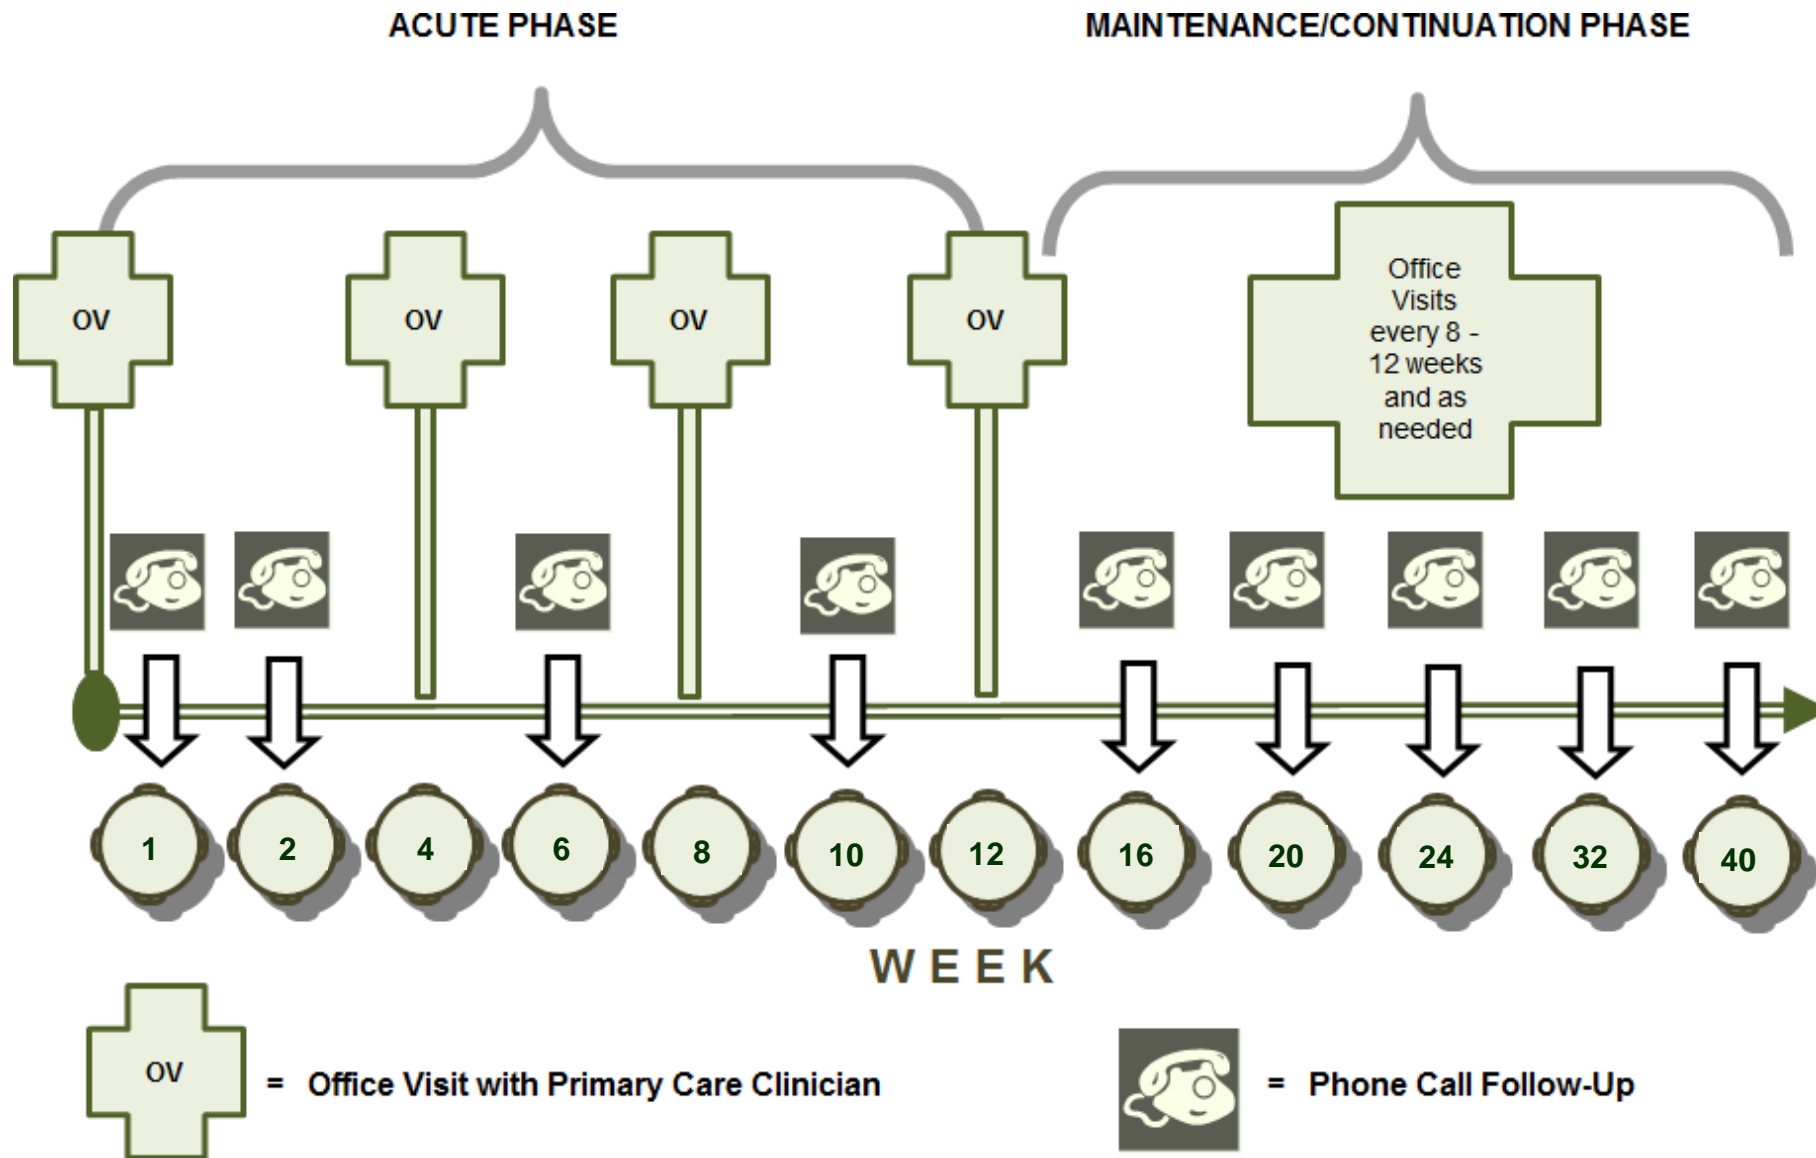 ACUTE PHASE
MAINTENANCE/CONTINUATION PHASE
OV
OV
OV
OV
Office
Visits
every 8 -
12 weeks
and as
needed
1
2
4
6
8
10
12
16
20
24
32
40
WEEK
OV
= Office Visit with Primary Care Clinician
= Phone Call Follow-Up